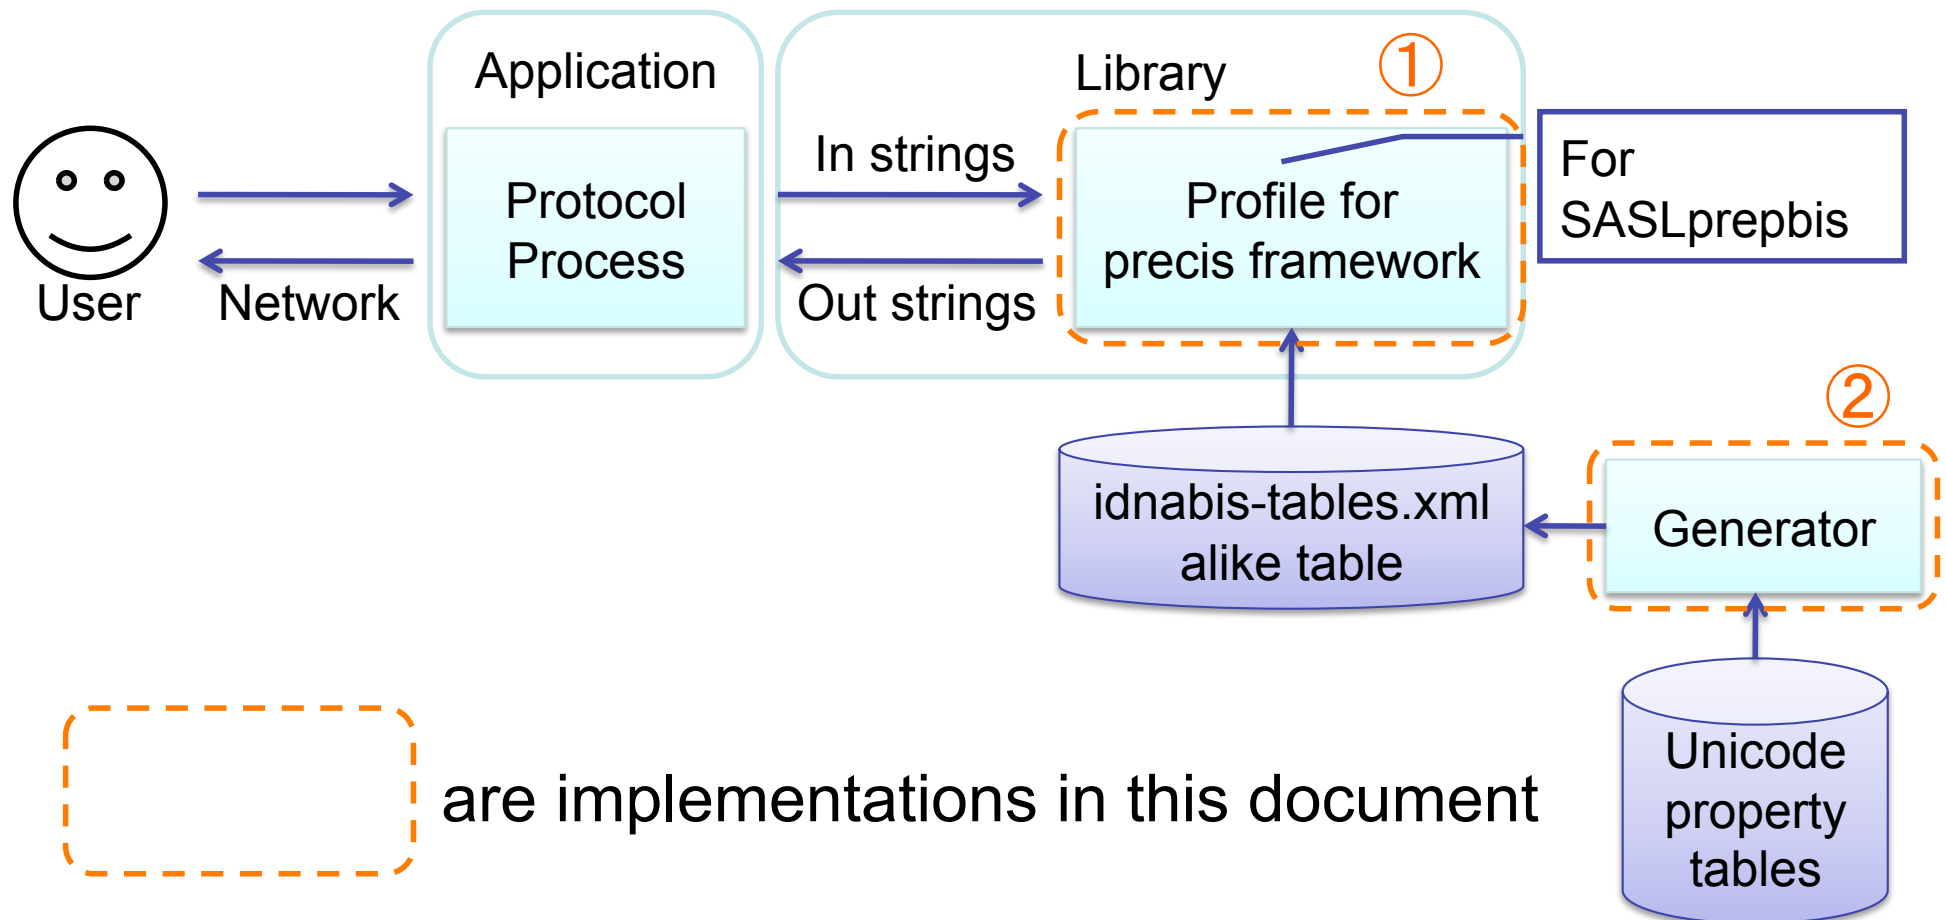 Application
Library
①
In strings
For
SASLprepbis
Protocol
Process
Profile for
precis framework
User
Network
Out strings
②
idnabis-tables.xml
alike table
Generator
Unicode
property
tables
are implementations in this document